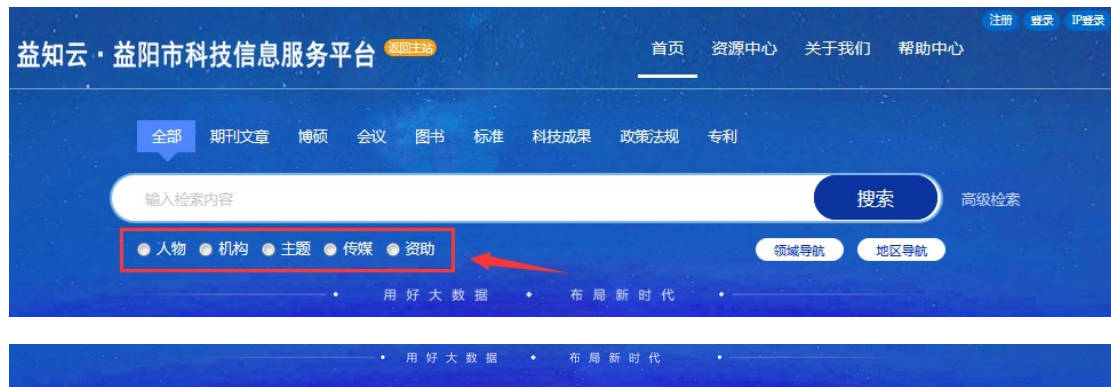 注册 登录 IP登录
益知云·益阳市科技信息服务平台 返回主站 首页 资源中心 关于我们 帮助中心
全部 期刊文章 博硕 会议 图书 标准 科技成果 政策法规 专利
输入检索内容 搜索 高级检索
人物 机构 主题 传媒 资助 领域导航 地区导航
用好大数据 · 布局新时代
用好大数据 · 布局新时代